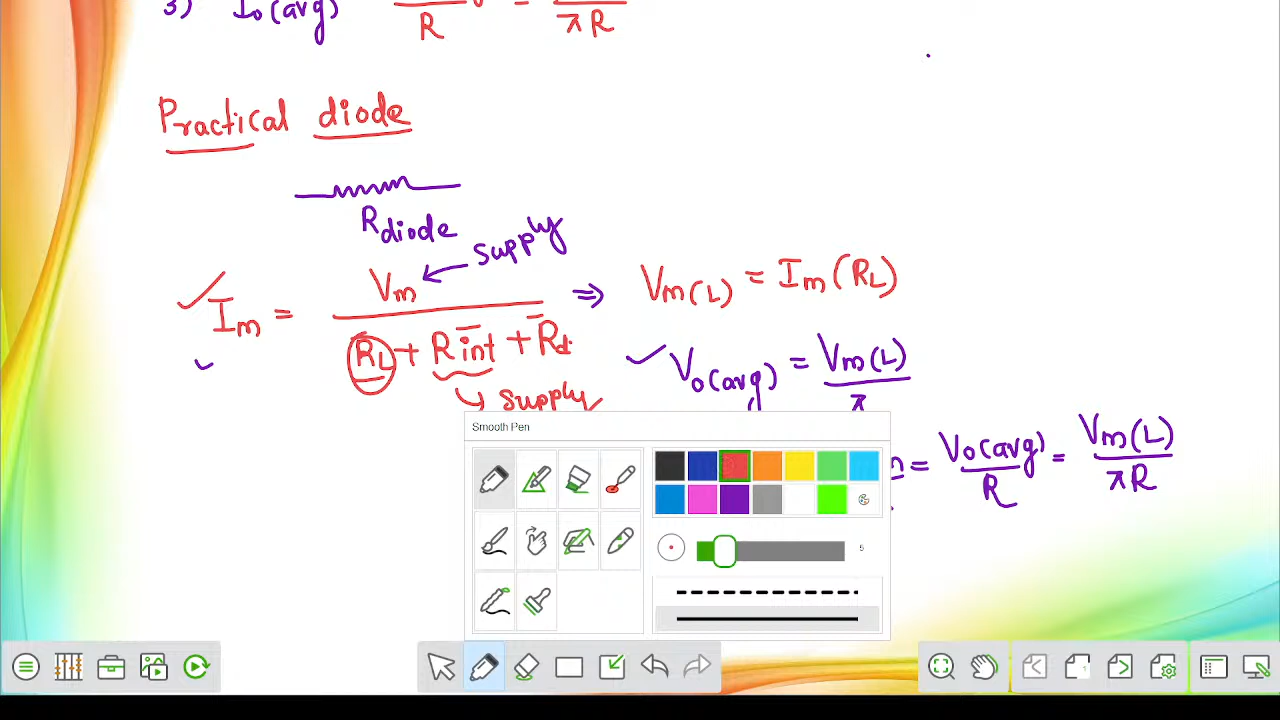 3) Io(avg) R = πR
Practical diode
Rdiode
supply
Im = Vm / RL + Rint + Rd ⇒ Vm(L) = Im(RL)
supply
Vo(avg) = Vm(L) / π
= Vo(avg) / R = Vm(L) / πR
Smooth Pen
5